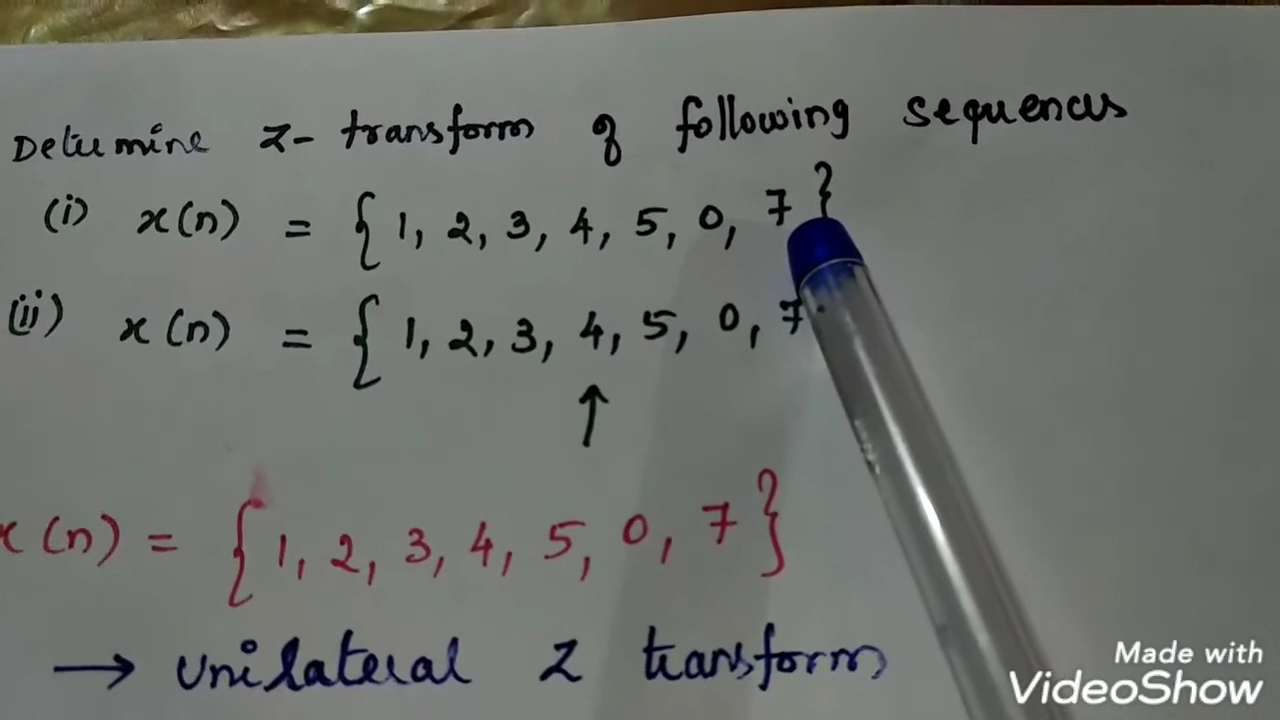 Determine z- transform of following sequences
(i) x(n) = { 1, 2, 3, 4, 5, 0, 7 }
(ii) x(n) = { 1, 2, 3, 4, 5, 0, 7
↑
x(n) = { 1, 2, 3, 4, 5, 0, 7 }
→ unilateral z transform
Made with
VideoShow